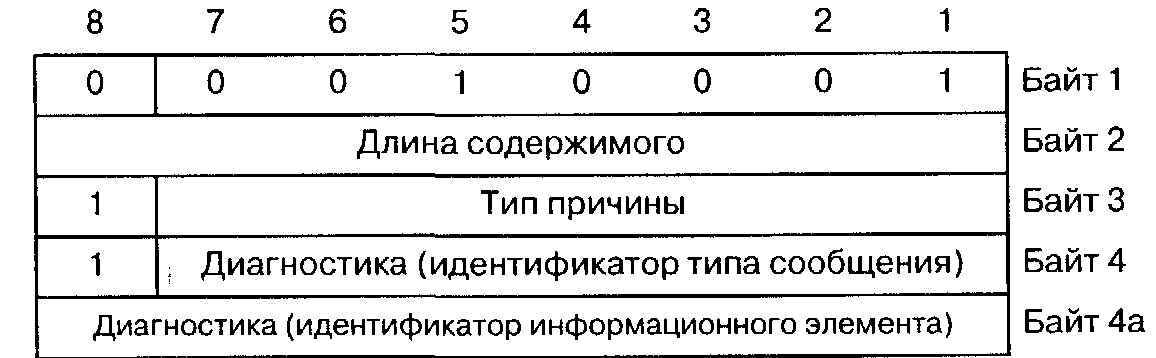 8 7 6 5 4 3 2 1
0 0 0 1 0 0 0 1 Байт 1
Длина содержимого Байт 2
1 Тип причины Байт 3
1 Диагностика (идентификатор типа сообщения) Байт 4
Диагностика (идентификатор информационного элемента) Байт 4а